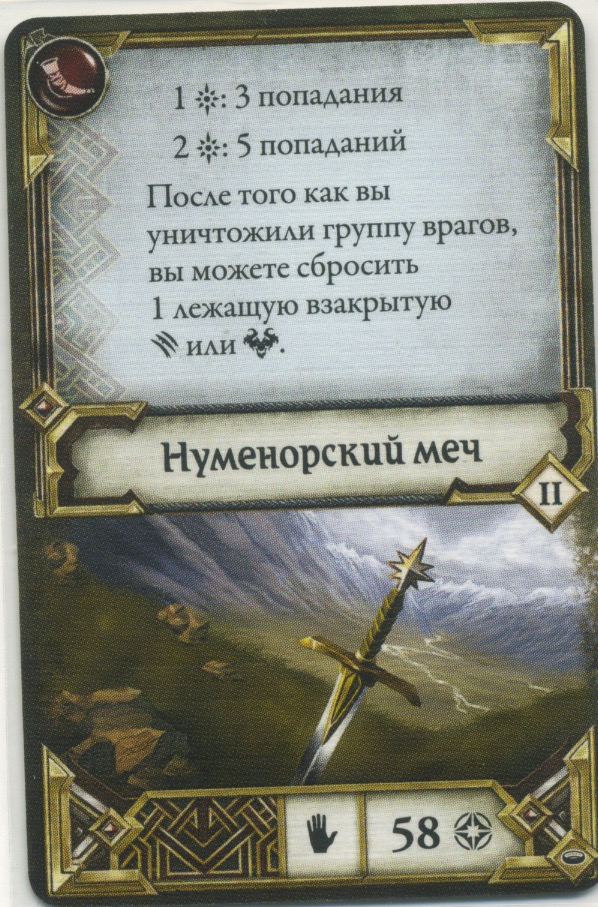 1 : 3 попадания
2 : 5 попаданий
После того как вы
уничтожили группу врагов,
вы можете сбросить
1 лежащую взакрытую
или .
Нуменорский меч
II
58